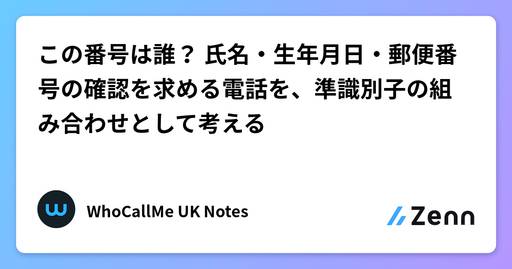 この番号は誰？ 氏名・生年月日・郵便番
号の確認を求める電話を、準識別子の組
み合わせとして考える
WhoCallMe UK Notes
Zenn